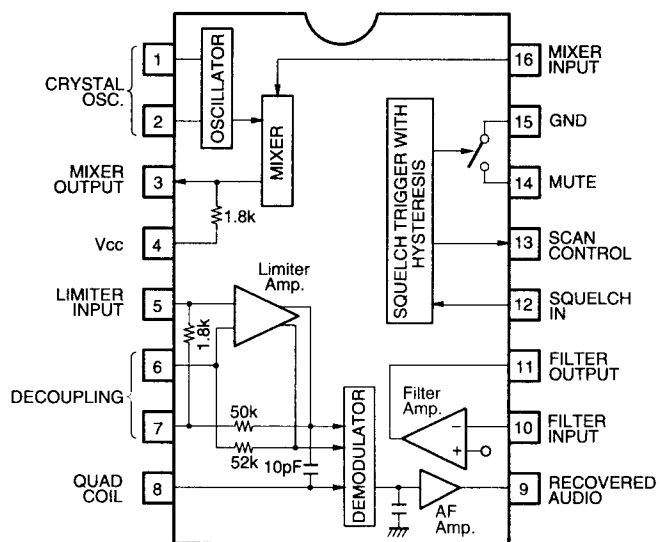 CRYSTAL
OSC.
1
2
OSCILLATOR
MIXER
16
MIXER
INPUT
15
GND
MIXER
OUTPUT
3
1.8k
SQUELCH TRIGGER WITH
HYSTERESIS
14
MUTE
Vcc
4
13
SCAN
CONTROL
LIMITER
INPUT
5
1.8k
Limiter
Amp.
12
SQUELCH
IN
DECOUPLING
6
7
50k
52k
10pF
DEMODULATOR
Filter
Amp.
−
+
11
FILTER
OUTPUT
10
FILTER
INPUT
QUAD
COIL
8
AF
Amp.
9
RECOVERED
AUDIO